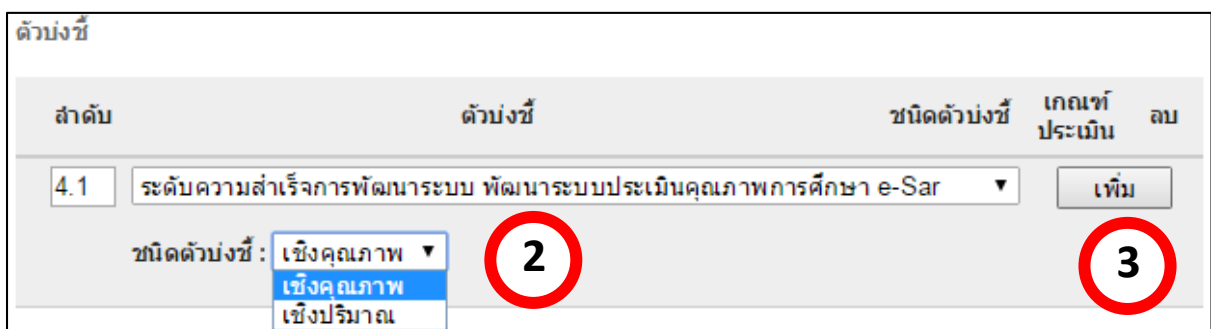 ตัวบ่งชี้
ลำดับ ตัวบ่งชี้ ชนิดตัวบ่งชี้ เกณฑ์ประเมิน ลบ
4.1 ระดับความสำเร็จการพัฒนาระบบ พัฒนาระบบประเมินคุณภาพการศึกษา e-Sar เพิ่ม
ชนิดตัวบ่งชี้ : เชิงคุณภาพ 2 3
เชิงคุณภาพ
เชิงปริมาณ